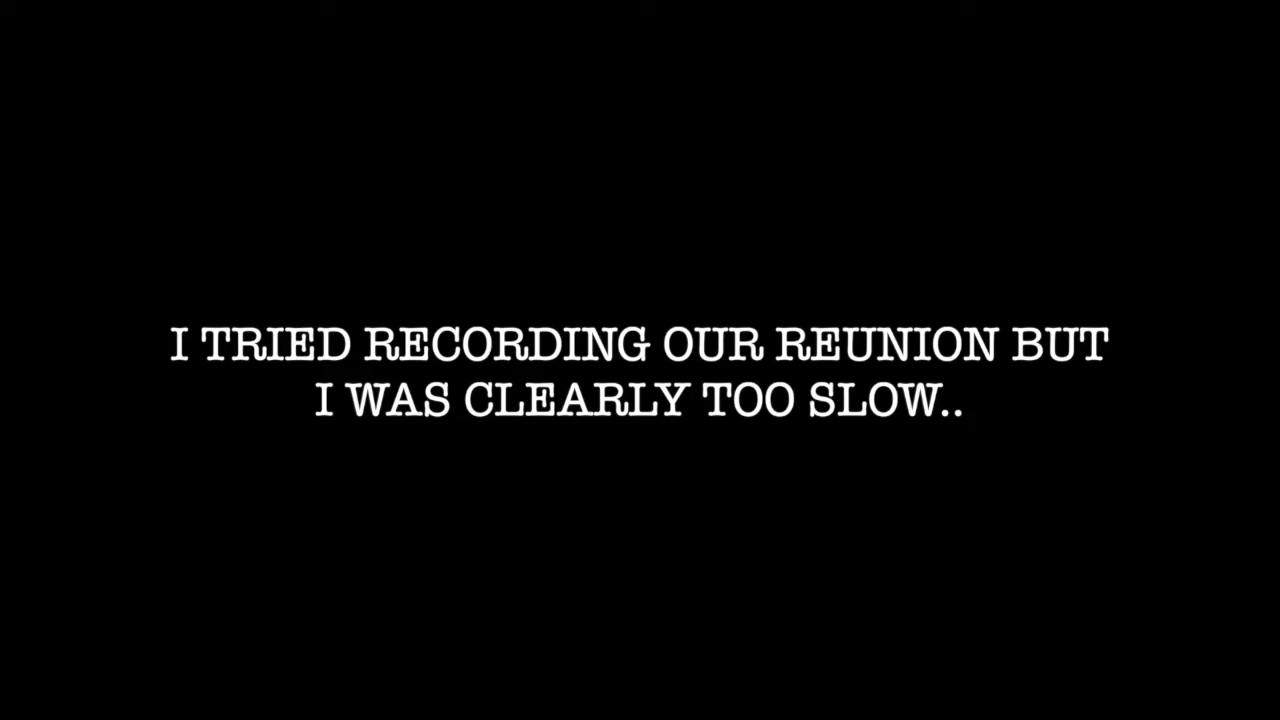 I TRIED RECORDING OUR REUNION BUT
I WAS CLEARLY TOO SLOW..